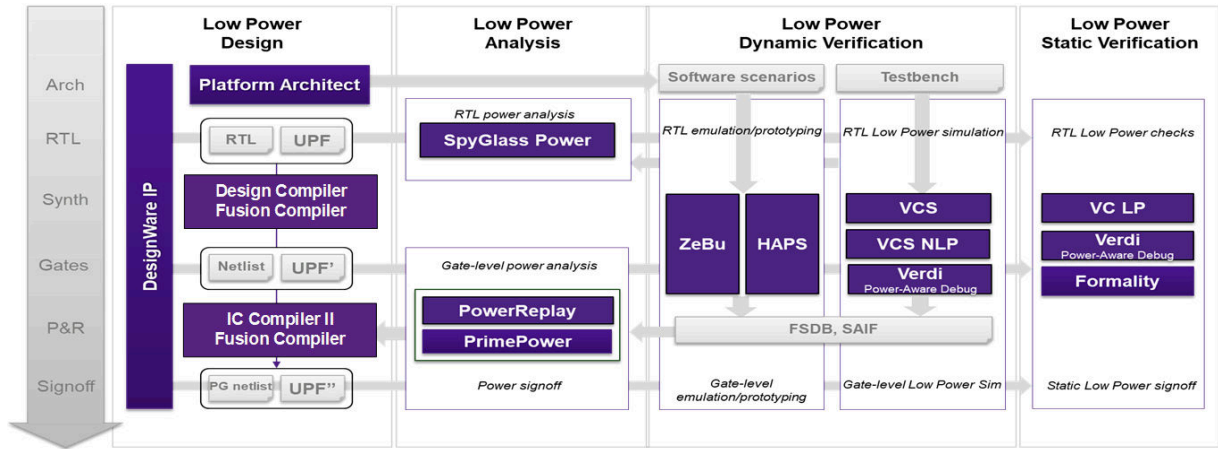 Low Power
Design
Low Power
Analysis
Low Power
Dynamic Verification
Low Power
Static Verification
Arch
RTL
Synth
Gates
P&R
Signoff
DesignWare IP
Platform Architect
RTL
UPF
Design Compiler
Fusion Compiler
Netlist
UPF'
IC Compiler II
Fusion Compiler
PG netlist
UPF"
RTL power analysis
SpyGlass Power
Gate-level power analysis
PowerReplay
PrimePower
Power signoff
Software scenarios
Testbench
RTL emulation/prototyping
RTL Low Power simulation
ZeBu
HAPS
VCS
VCS NLP
Verdi
Power-Aware Debug
FSDB, SAIF
Gate-level
emulation/prototyping
Gate-level Low Power Sim
RTL Low Power checks
VC LP
Verdi
Power-Aware Debug
Formality
Static Low Power signoff